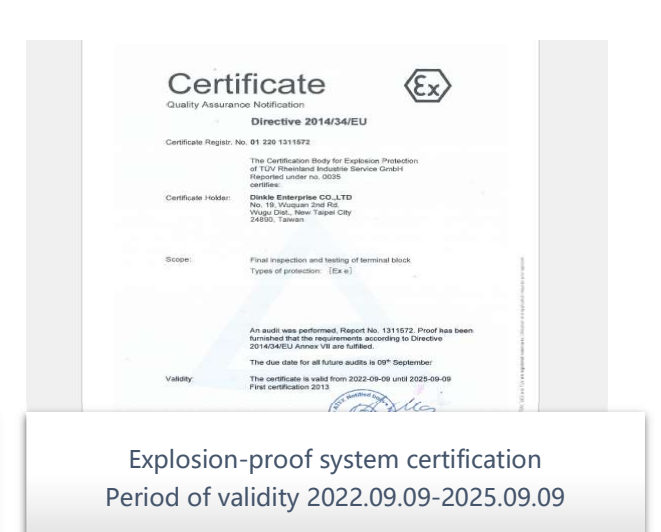 Certificate
Ex
Quality Assurance Notification
Directive 2014/34/EU
Certificate Registr. No. 01 220 1311572
The Certification Body for Explosion Protection
of TÜV Rheinland Industrie Service GmbH
Reported under no. 0035
certifies:
Certificate Holder: Dinkle Enterprise CO.,LTD
No. 19, Wuquan 2nd Rd.
Wugu Dist., New Taipei City
24890, Taiwan
Scope: Final inspection and testing of terminal block
Types of protection: [Ex e]
An audit was performed, Report No. 1311572. Proof has been
furnished that the requirements according to Directive
2014/34/EU Annex VII are fulfilled.
The due date for all future audits is 09th September
Validity: The certificate is valid from 2022-09-09 until 2025-09-09
First certification 2013
Explosion-proof system certification
Period of validity 2022.09.09-2025.09.09